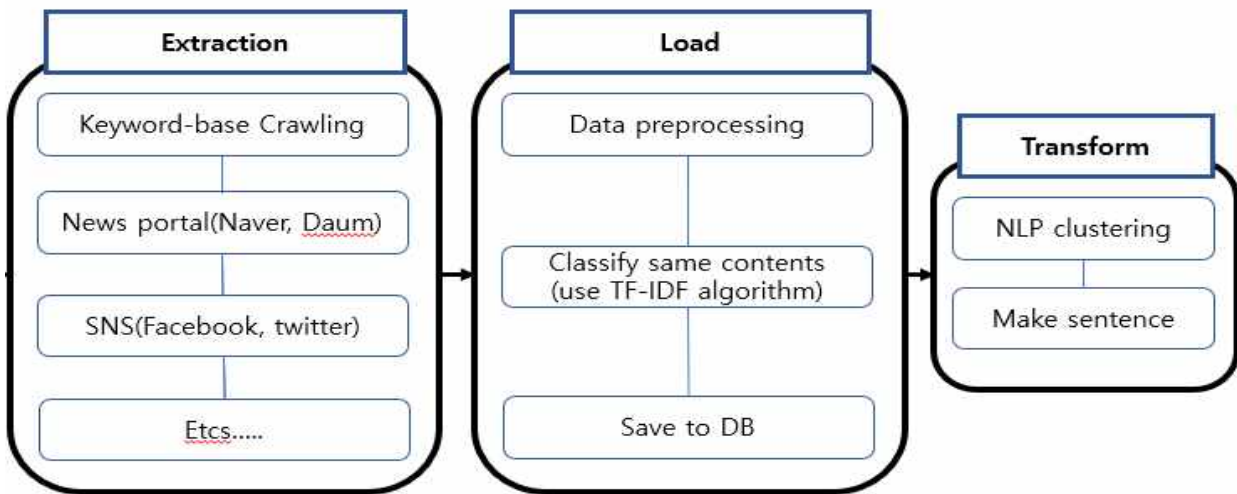 Extraction
Keyword-base Crawling
News portal(Naver, Daum)
SNS(Facebook, twitter)
Etcs.....
Load
Data preprocessing
Classify same contents
(use TF-IDF algorithm)
Save to DB
Transform
NLP clustering
Make sentence